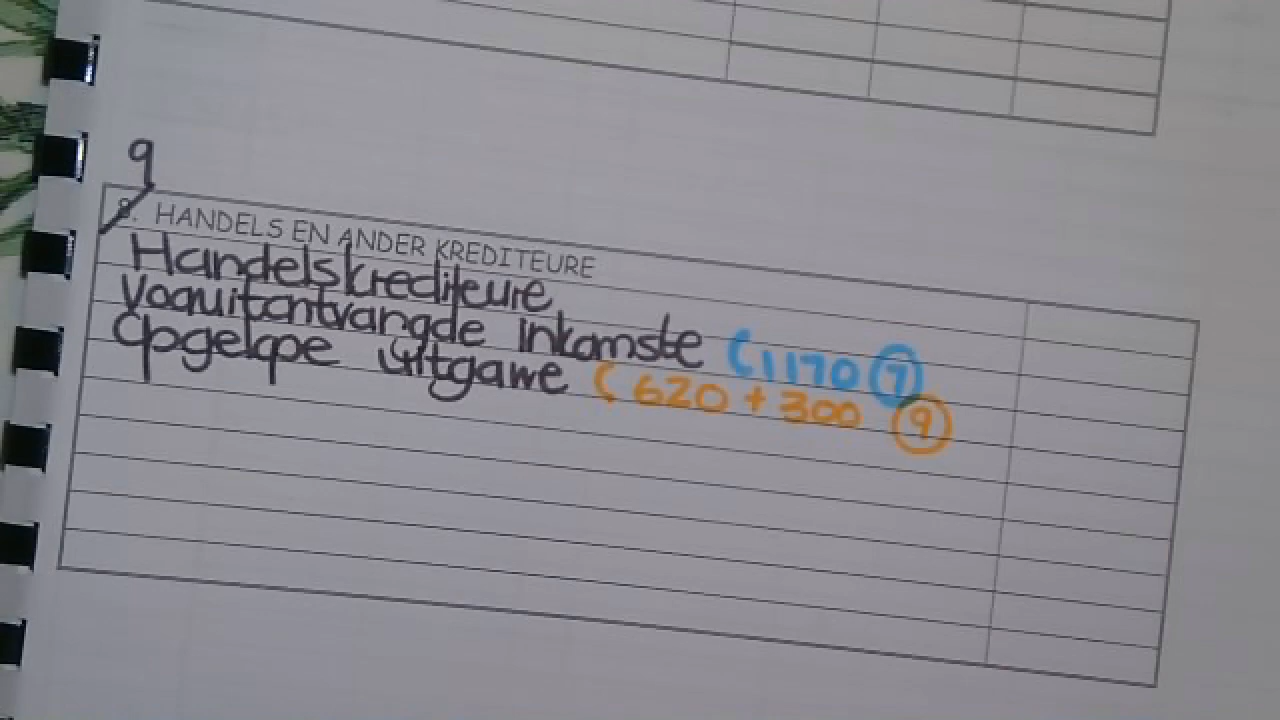 9
8. HANDELS EN ANDER KREDITEURE
Handelskrediteure
Vooruitontvangde inkomste (1170 7
Opgelope uitgawe (620 + 300 9